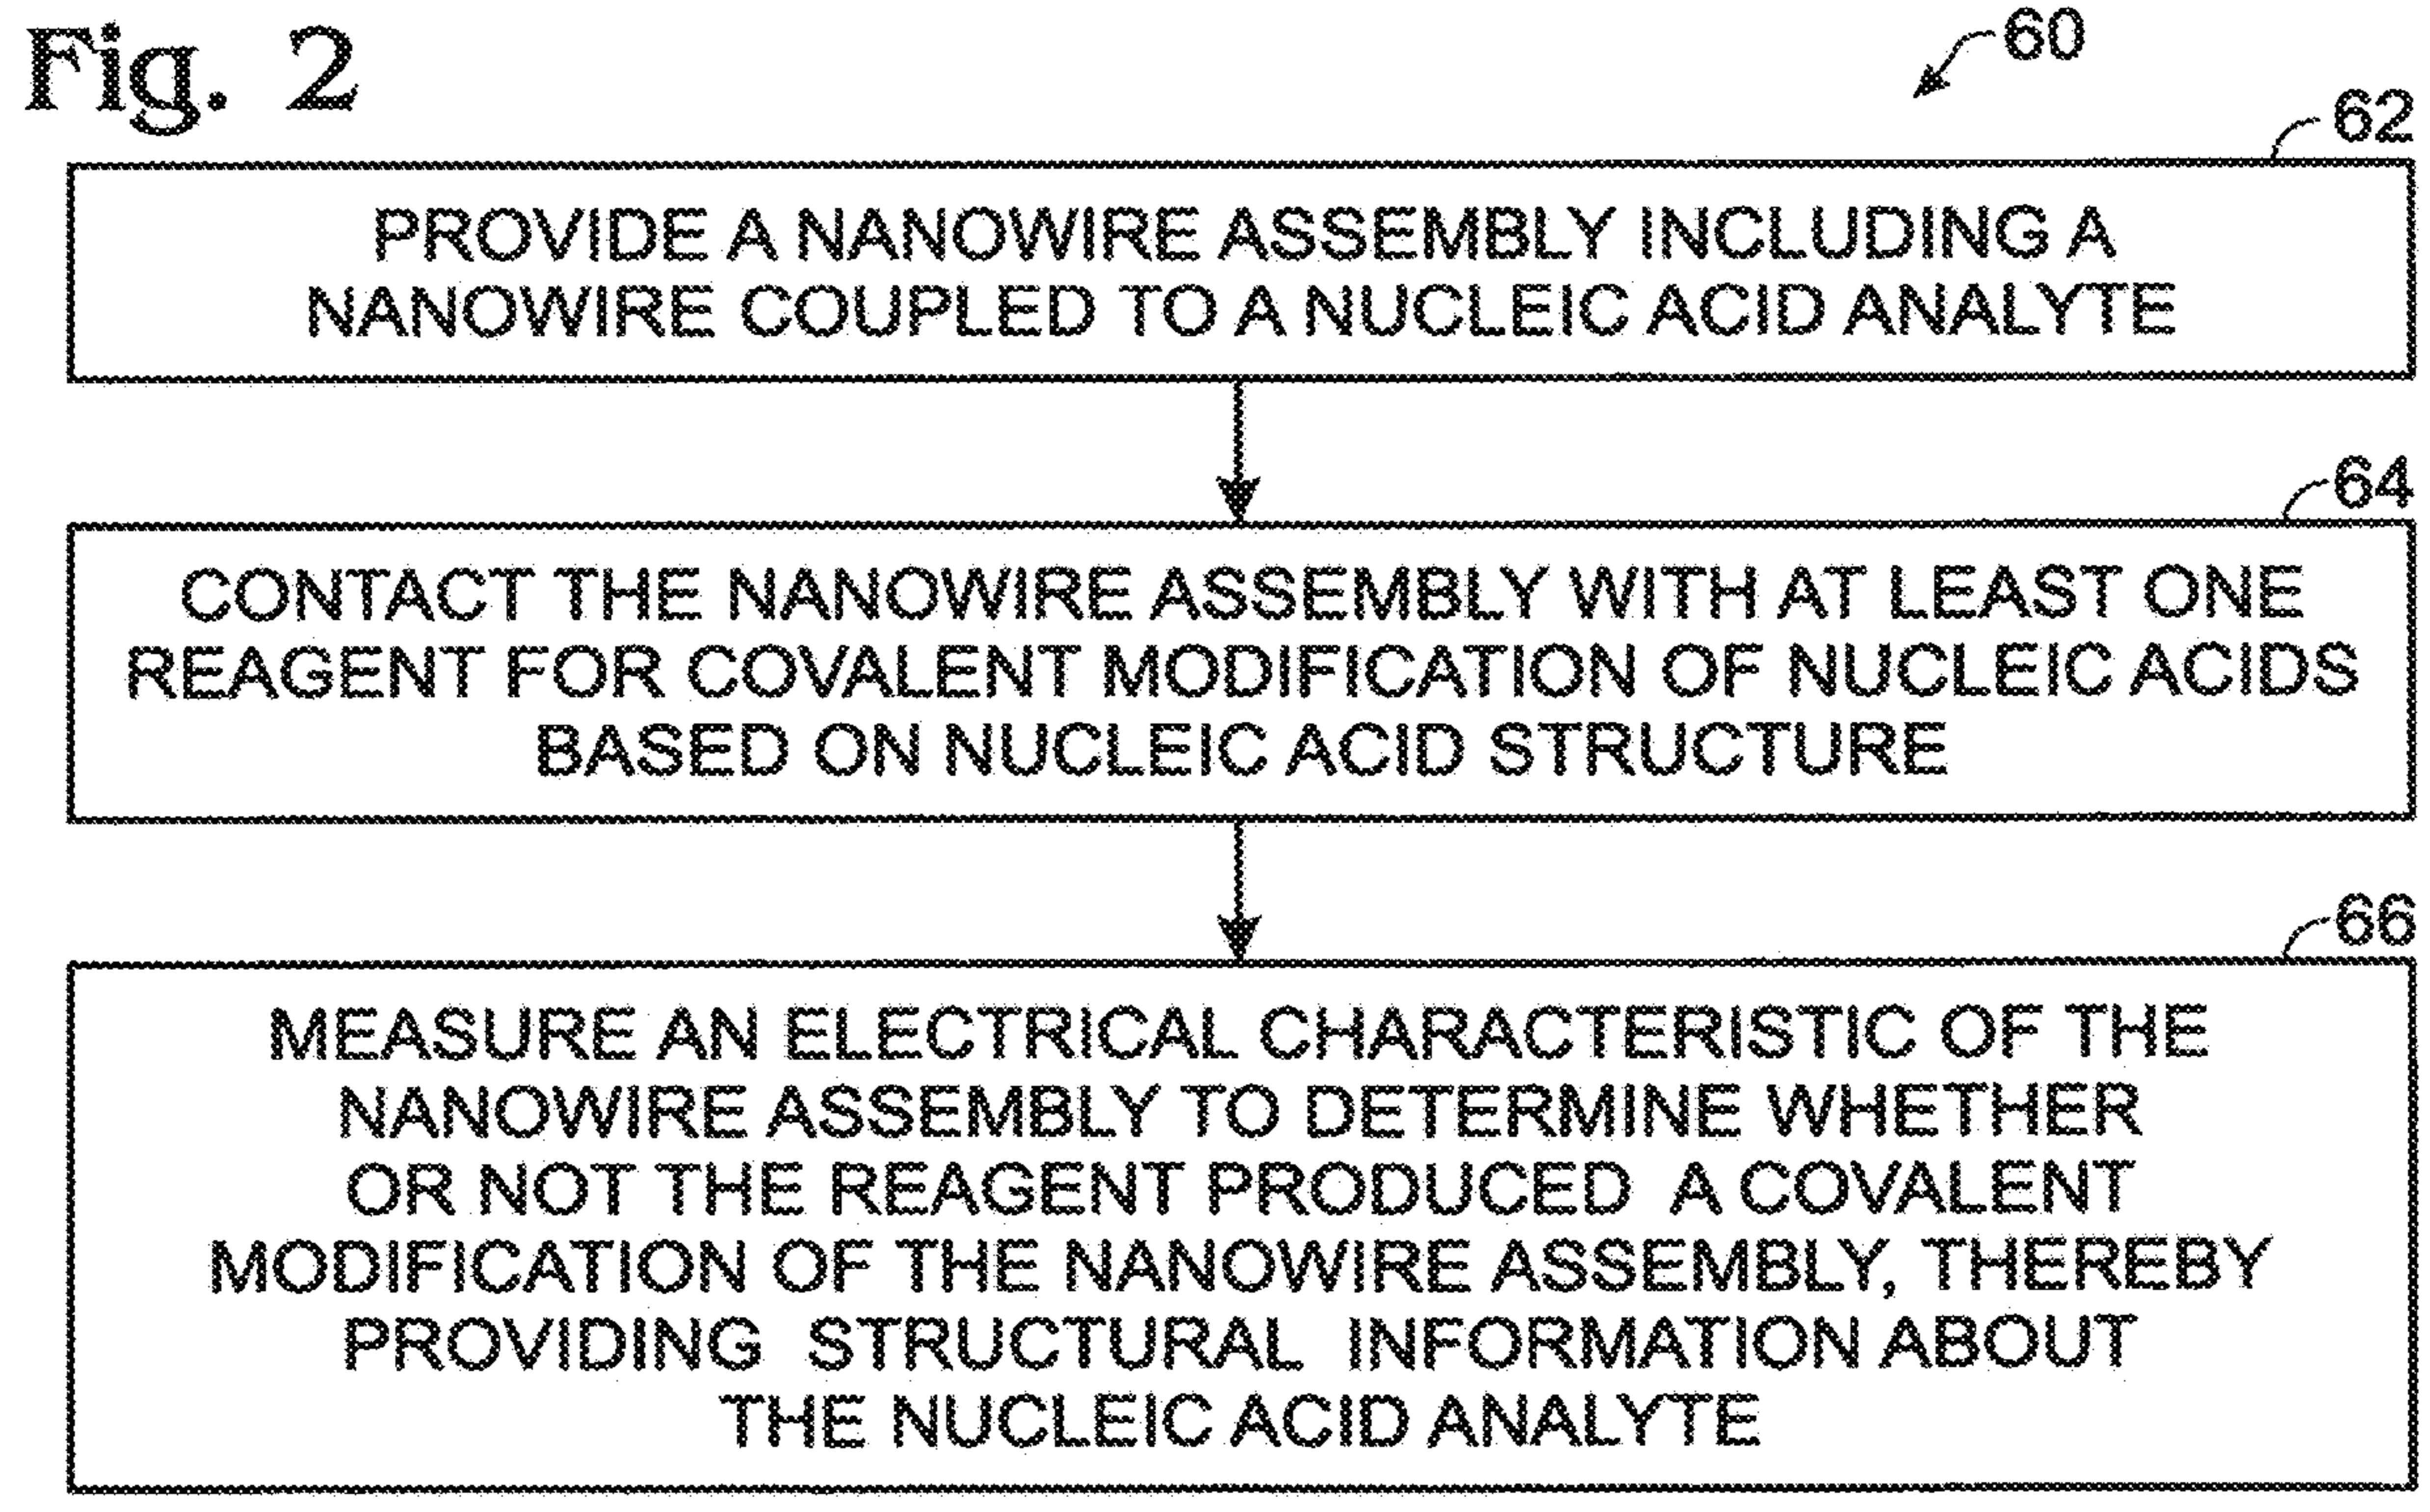 Fig. 2
60
62
PROVIDE A NANOWIRE ASSEMBLY INCLUDING A
NANOWIRE COUPLED TO A NUCLEIC ACID ANALYTE
64
CONTACT THE NANOWIRE ASSEMBLY WITH AT LEAST ONE
REAGENT FOR COVALENT MODIFICATION OF NUCLEIC ACIDS
BASED ON NUCLEIC ACID STRUCTURE
66
MEASURE AN ELECTRICAL CHARACTERISTIC OF THE
NANOWIRE ASSEMBLY TO DETERMINE WHETHER
OR NOT THE REAGENT PRODUCED A COVALENT
MODIFICATION OF THE NANOWIRE ASSEMBLY, THEREBY
PROVIDING STRUCTURAL INFORMATION ABOUT
THE NUCLEIC ACID ANALYTE